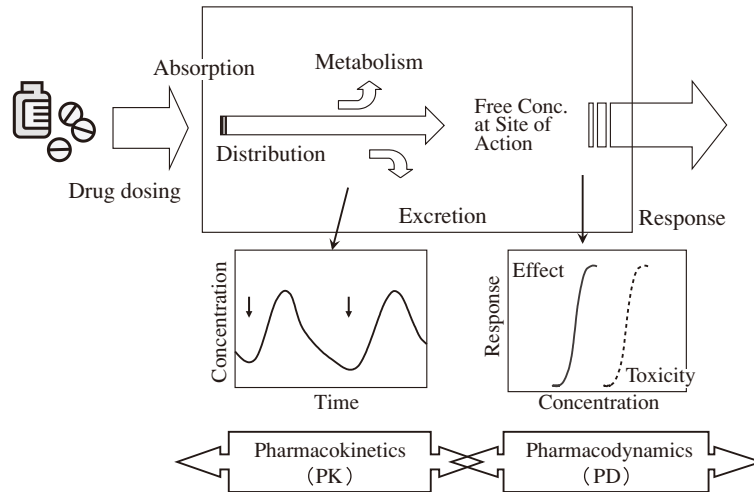 Absorption
Metabolism
Free Conc.
at Site of
Action
Distribution
Drug dosing
Excretion
Response
Concentration
Time
Response
Effect
Toxicity
Concentration
Pharmacokinetics
（PK）
Pharmacodynamics
（PD）